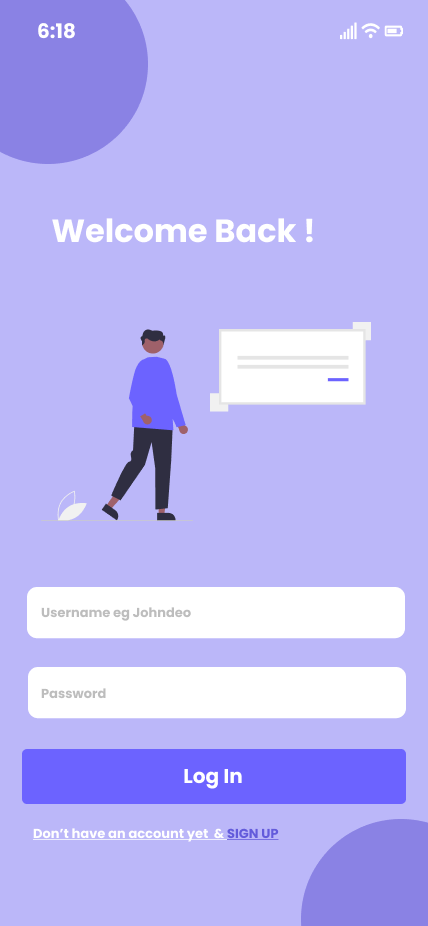 6:18
Welcome Back !
Username eg Johndeo
Password
Log In
Don’t have an account yet & SIGN UP